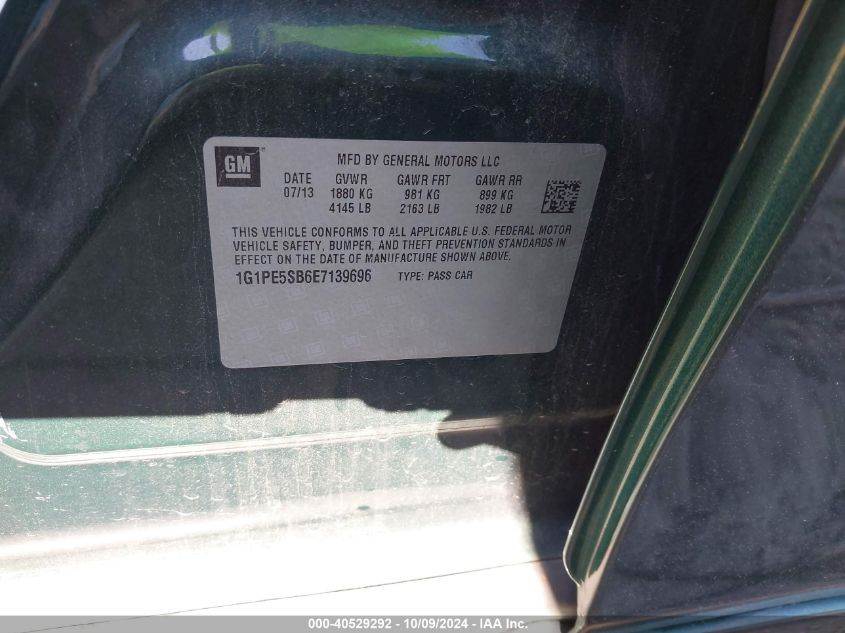 GM MFD BY GENERAL MOTORS LLC
DATE GVWR GAWR FRT GAWR RR
07/13 1880 KG 981 KG 899 KG
4145 LB 2163 LB 1982 LB
THIS VEHICLE CONFORMS TO ALL APPLICABLE U.S. FEDERAL MOTOR
VEHICLE SAFETY, BUMPER, AND THEFT PREVENTION STANDARDS IN
EFFECT ON THE DATE OF MANUFACTURE SHOWN ABOVE.
1G1PE5SB6E7139696 TYPE: PASS CAR
000-40529292 - 10/09/2024 - IAA Inc.